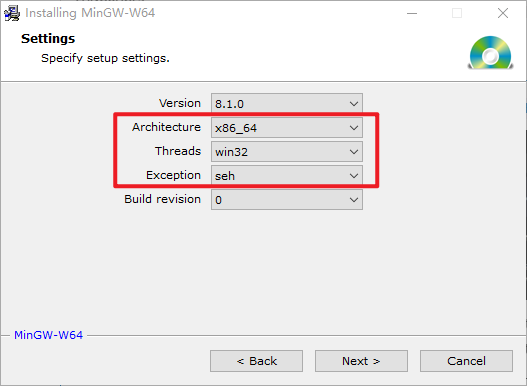 Installing MinGW-W64
Settings
Specify setup settings.
Version 8.1.0
Architecture x86_64
Threads win32
Exception seh
Build revision 0
MinGW-W64
< Back Next > Cancel